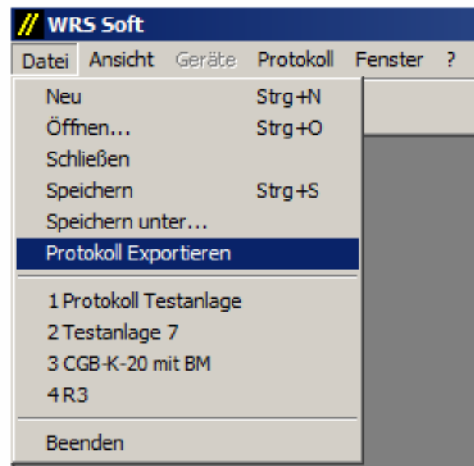 WRS Soft
Datei Ansicht Geräte Protokoll Fenster ?
Neu Strg+N
Öffnen... Strg+O
Schließen
Speichern Strg+S
Speichern unter...
Protokoll Exportieren
1 Protokoll Testanlage
2 Testanlage 7
3 CGB-K-20 mit BM
4 R3
Beenden